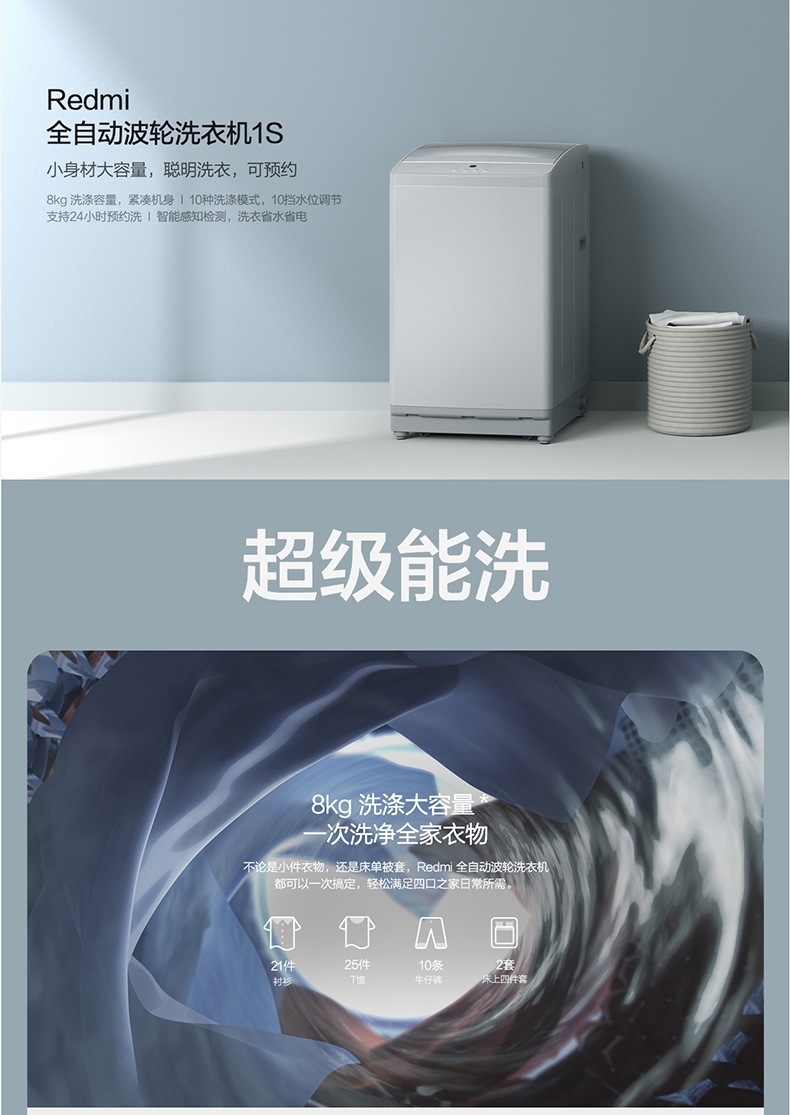 Redmi
全自动波轮洗衣机1S
小身材大容量，聪明洗衣，可预约
8kg 洗涤容量，紧凑机身 | 10种洗涤模式，10挡水位调节
支持24小时预约洗 | 智能感知检测，洗衣省水省电
超级能洗
8kg 洗涤大容量*
一次洗净全家衣物
不论是小件衣物，还是床单被套，Redmi 全自动波轮洗衣机
都可以一次搞定，轻松满足四口之家日常所需。
21件 25件 10条 2套
衬衫 T恤 牛仔裤 床上四件套